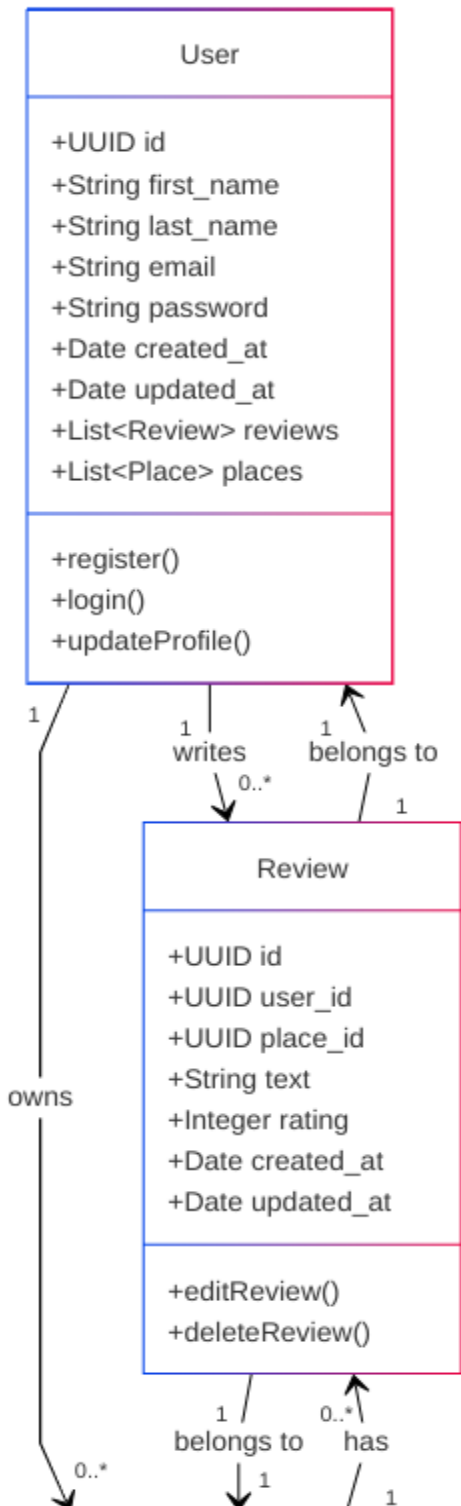 User
+UUID id
+String first_name
+String last_name
+String email
+String password
+Date created_at
+Date updated_at
+List<Review> reviews
+List<Place> places
+register()
+login()
+updateProfile()
1
1
1
writes
belongs to
0..*
1
Review
+UUID id
+UUID user_id
+UUID place_id
+String text
+Integer rating
+Date created_at
+Date updated_at
owns
+editReview()
+deleteReview()
1
0..*
belongs to
has
0..*
1
1